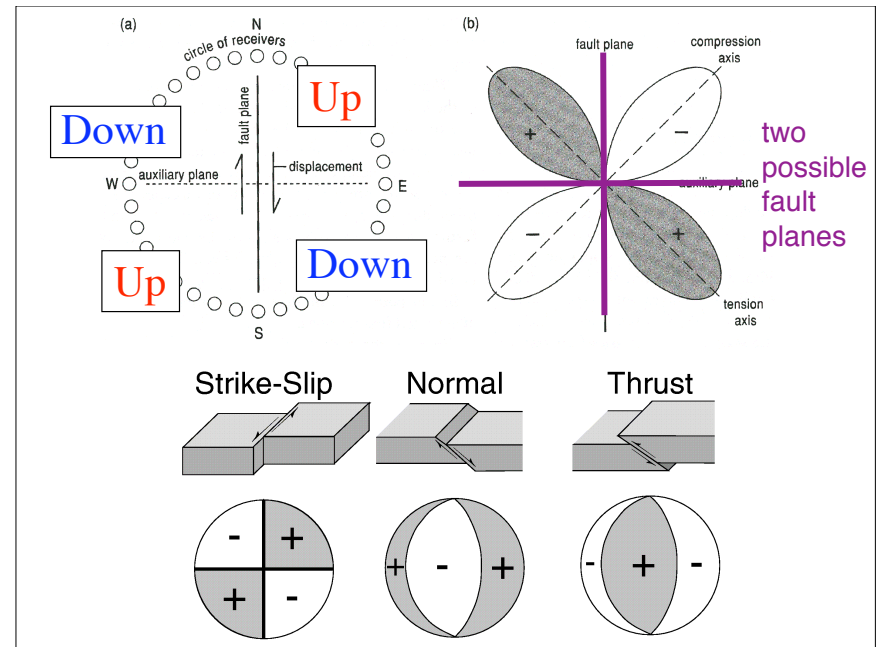 (a)
N
circle of receivers
Up
Down
fault plane
displacement
W
auxiliary plane
E
Up
Down
S
(b)
fault plane
compression
axis
+
−
two
possible
fault
planes
auxiliary plane
−
+
tension
axis
Strike-Slip
Normal
Thrust
- +
+ -
+ - +
- + -